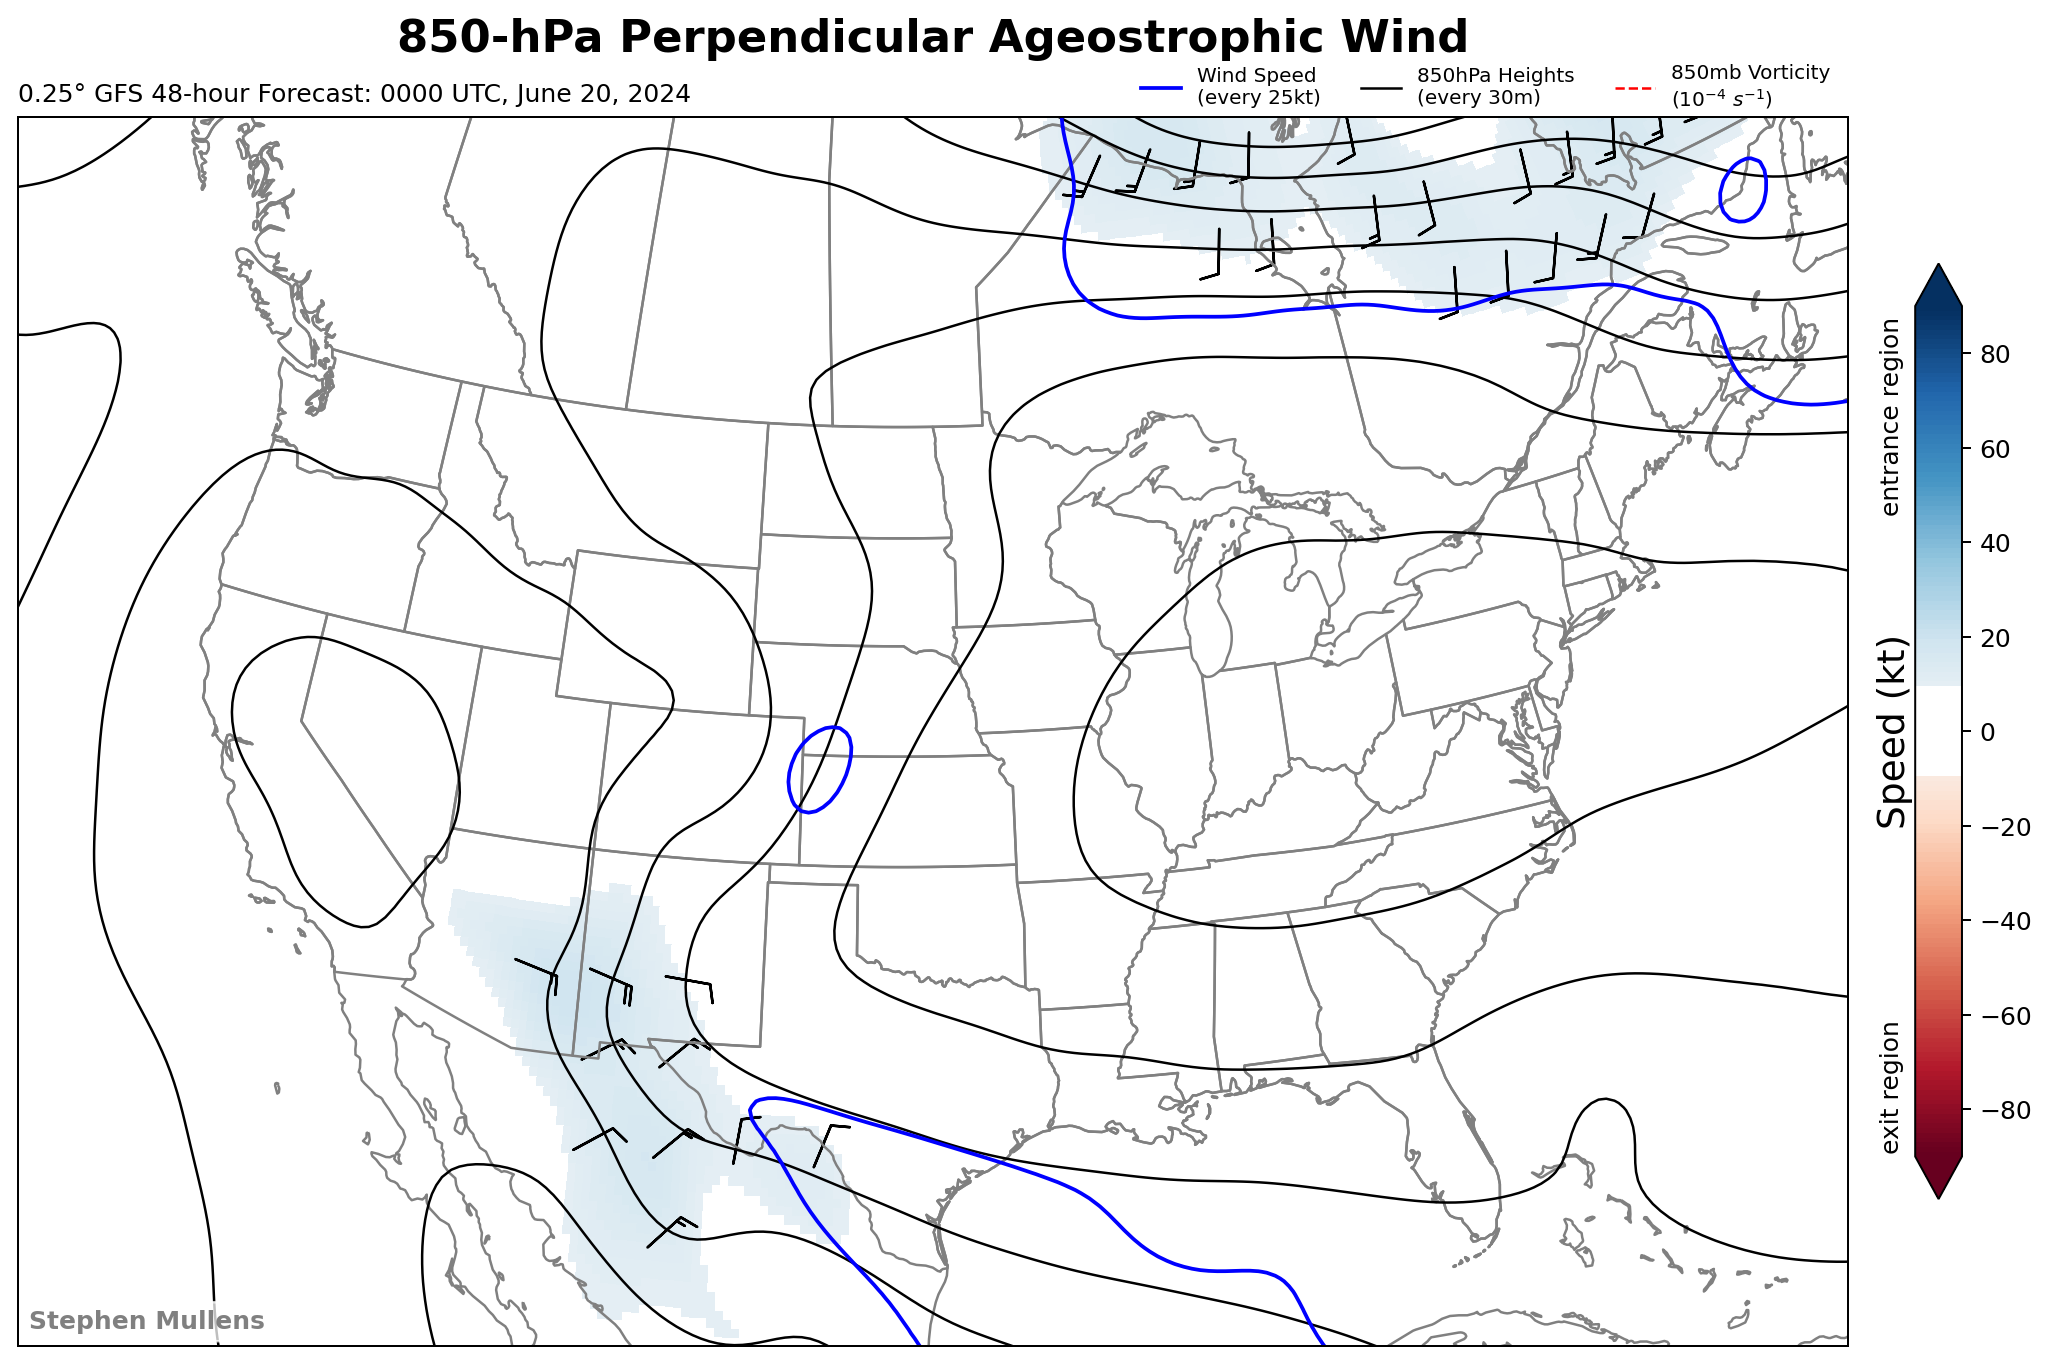 850-hPa Perpendicular Ageostrophic Wind
0.25° GFS 48-hour Forecast: 0000 UTC, June 20, 2024
Wind Speed
(every 25kt)
850hPa Heights
(every 30m)
850mb Vorticity
(10⁻⁴ s⁻¹)
entrance region
Speed (kt)
exit region
80
60
40
20
0
−20
−40
−60
−80
Stephen Mullens